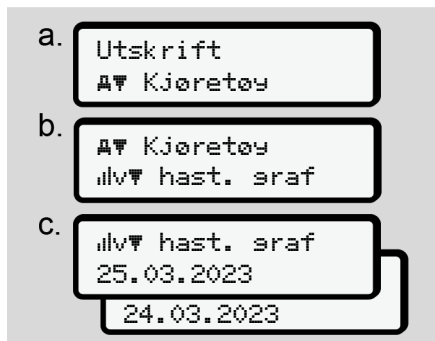 a.
Utskrift
Kjøretøy
b.
Kjøretøy
v hast. graf
c.
v hast. graf
25.03.2023
24.03.2023